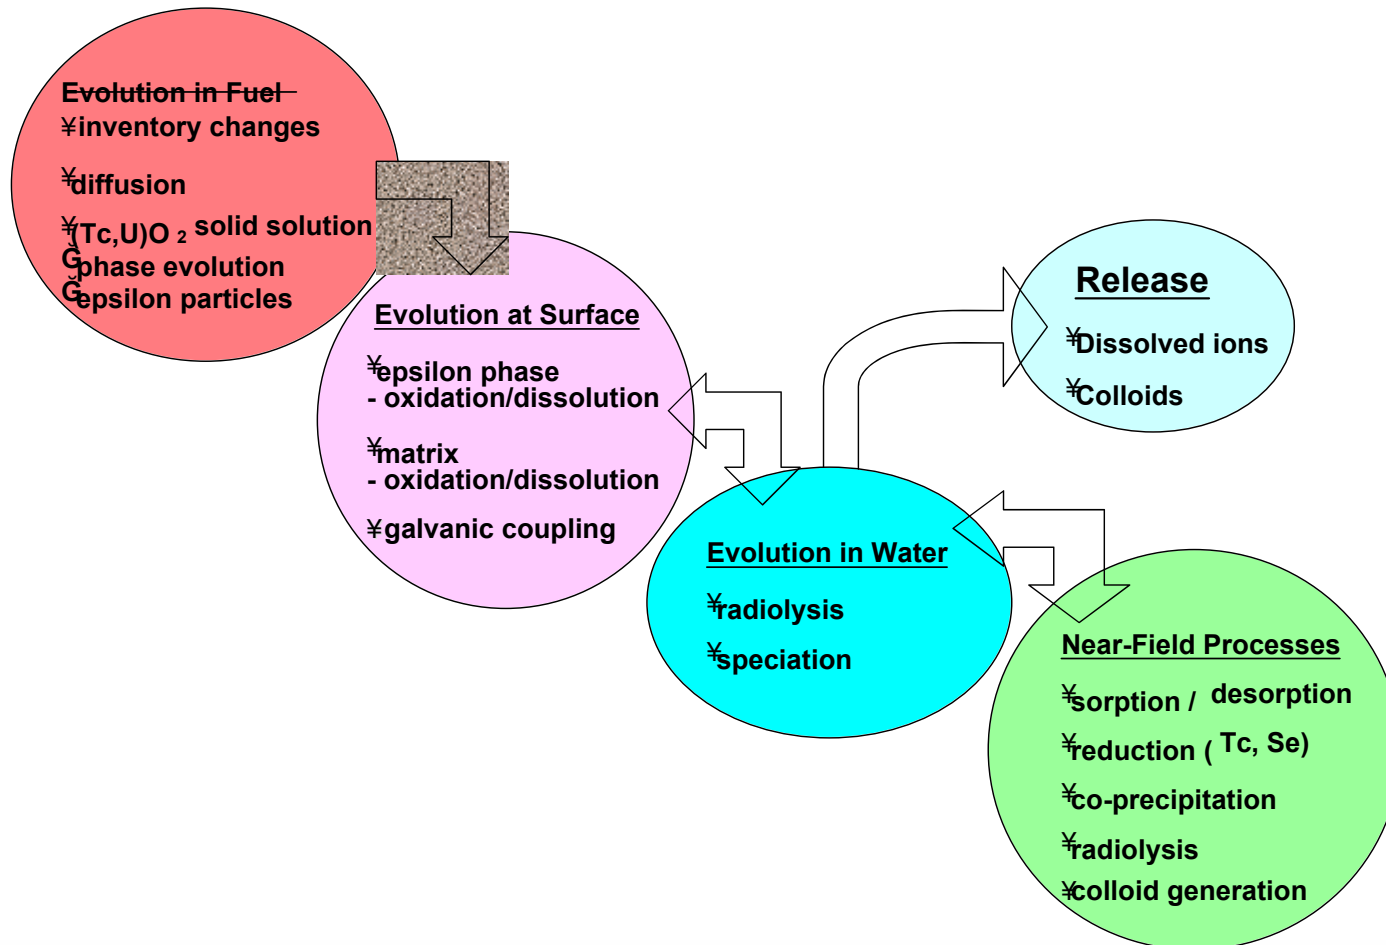 Evolution in Fuel
¥ inventory changes
¥ diffusion
¥ (Tc,U)O 2 solid solution
Ğ phase evolution
Ğ epsilon particles
Evolution at Surface
¥ epsilon phase
- oxidation/dissolution
¥ matrix
- oxidation/dissolution
¥ galvanic coupling
Release
¥ Dissolved ions
¥ Colloids
Evolution in Water
¥ radiolysis
¥ speciation
Near-Field Processes
¥ sorption / desorption
¥ reduction ( Tc, Se)
¥ co-precipitation
¥ radiolysis
¥ colloid generation